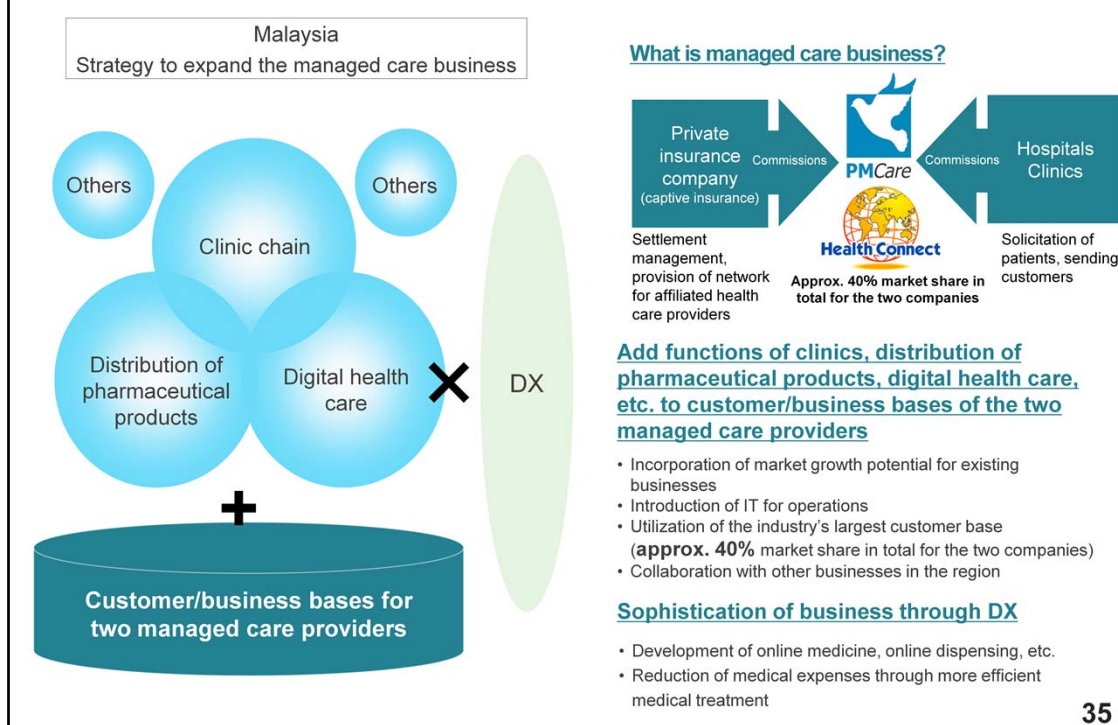 Malaysia
Strategy to expand the managed care business
Others
Others
Clinic chain
Distribution of
pharmaceutical
products
Digital health
care
×
DX
+
Customer/business bases for
two managed care providers
What is managed care business?
Private
insurance
company
(captive insurance)
Commissions
PMCare
Health Connect
Commissions
Hospitals
Clinics
Settlement
management,
provision of network
for affiliated health
care providers
Approx. 40% market share in
total for the two companies
Solicitation of
patients, sending
customers
Add functions of clinics, distribution of
pharmaceutical products, digital health care,
etc. to customer/business bases of the two
managed care providers
• Incorporation of market growth potential for existing
businesses
• Introduction of IT for operations
• Utilization of the industry's largest customer base
(approx. 40% market share in total for the two companies)
• Collaboration with other businesses in the region
Sophistication of business through DX
• Development of online medicine, online dispensing, etc.
• Reduction of medical expenses through more efficient
medical treatment
35